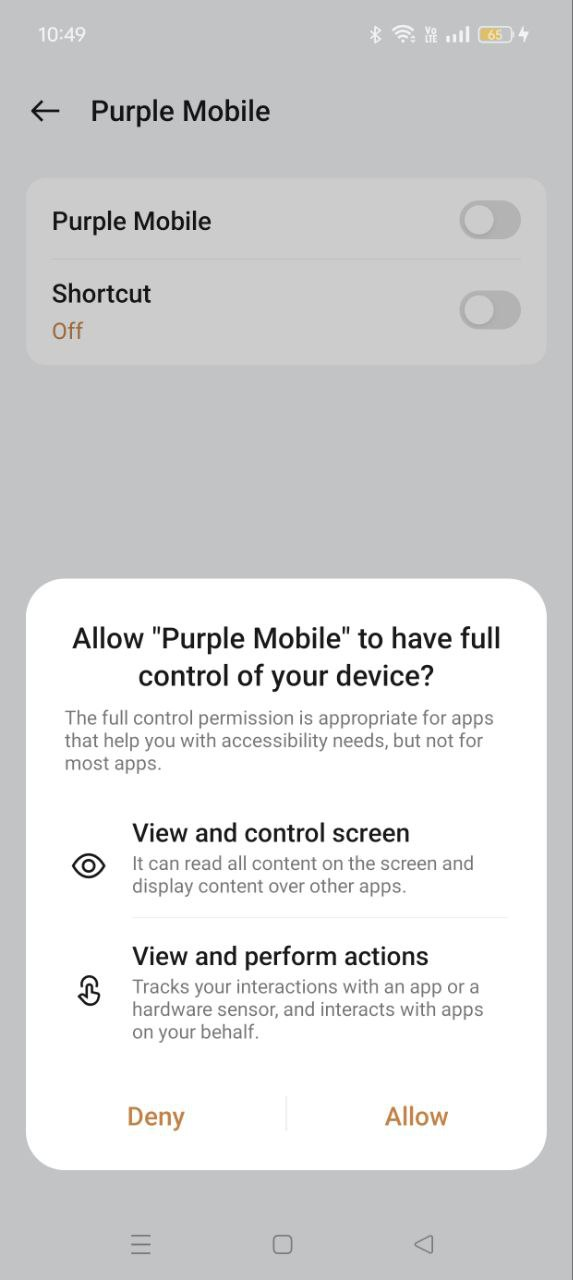 10:49
Vo
LTE
65
Purple Mobile
Purple Mobile
Shortcut
Off
Allow "Purple Mobile" to have full
control of your device?
The full control permission is appropriate for apps
that help you with accessibility needs, but not for
most apps.
View and control screen
It can read all content on the screen and
display content over other apps.
View and perform actions
Tracks your interactions with an app or a
hardware sensor, and interacts with apps
on your behalf.
Deny
Allow